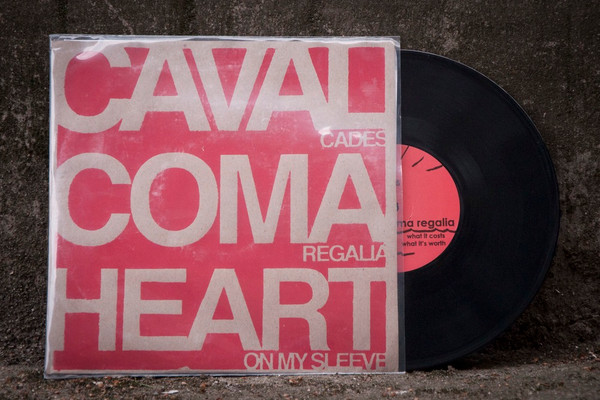 CAVAL
CADES
COMA
REGALIA
HEART
ON MY SLEEVE
ma regalia
what it costs
what it's worth